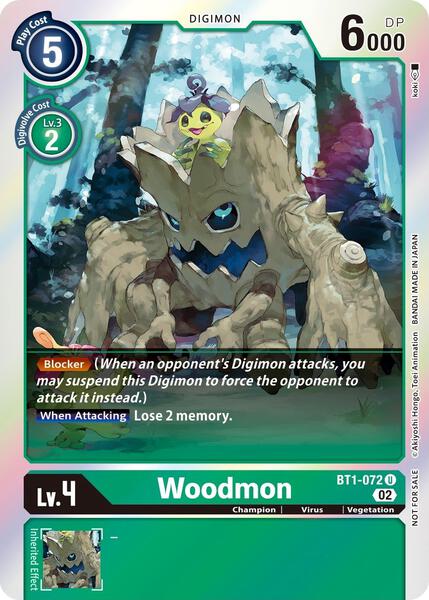 Play Cost
5
DIGIMON
DP
6000
Digivolve Cost
Lv.3
2
koki
Blocker (When an opponent's Digimon attacks, you
may suspend this Digimon to force the opponent to
attack it instead.)
When Attacking Lose 2 memory.
©Akiyoshi Hongo, Toei Animation BANDAI MADE IN JAPAN
NOT FOR SALE
Lv.4
Woodmon
BT1-072 U
02
Champion | Virus | Vegetation
Inherited Effect
–